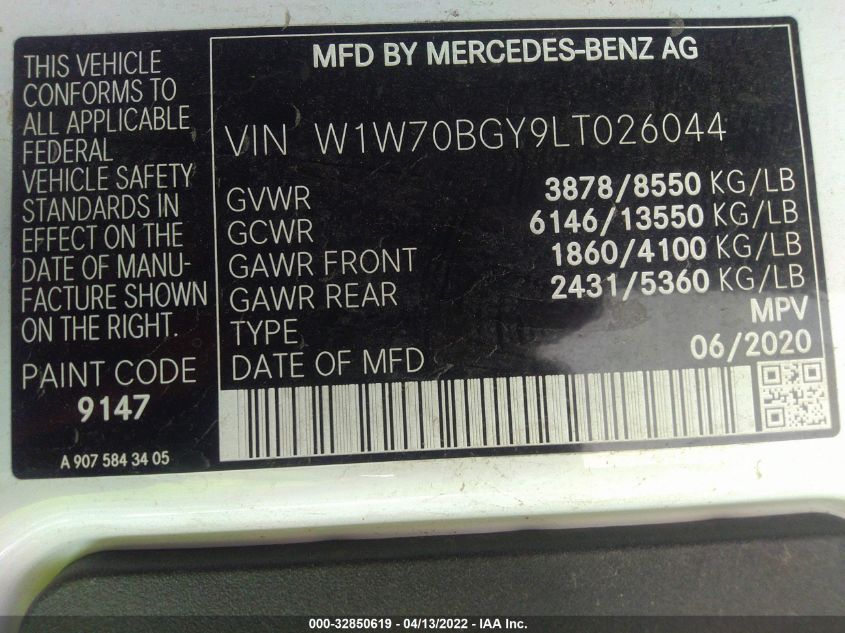 THIS VEHICLE
CONFORMS TO
ALL APPLICABLE
FEDERAL
VEHICLE SAFETY
STANDARDS IN
EFFECT ON THE
DATE OF MANU-
FACTURE SHOWN
ON THE RIGHT.
PAINT CODE
9147
A 907 584 34 05
MFD BY MERCEDES-BENZ AG
VIN W1W70BGY9LT026044
GVWR 3878/8550 KG/LB
GCWR 6146/13550 KG/LB
GAWR FRONT 1860/4100 KG/LB
GAWR REAR 2431/5360 KG/LB
TYPE MPV
DATE OF MFD 06/2020
000-32850619 - 04/13/2022 - IAA Inc.